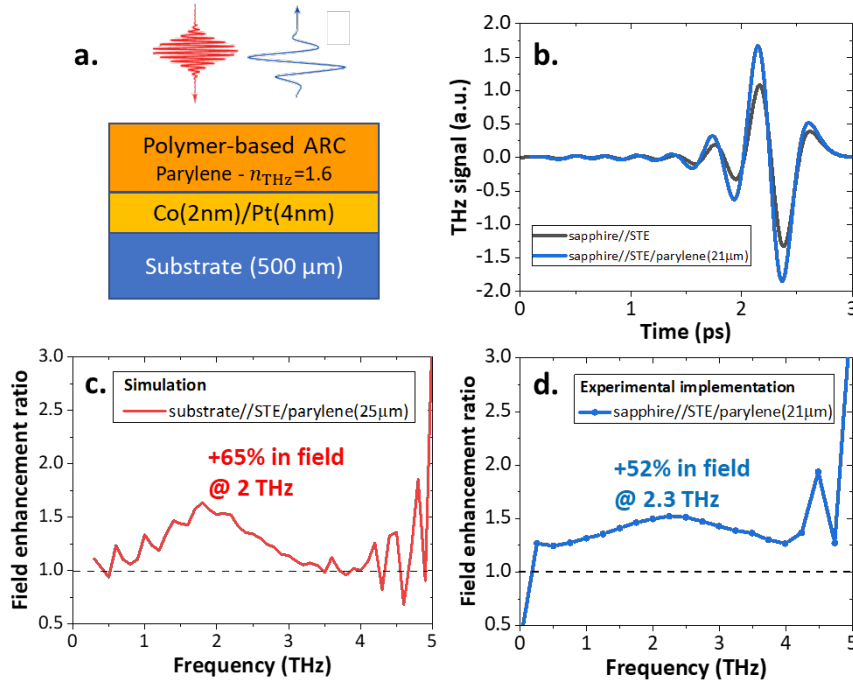 a.
Polymer-based ARC
Parylene - nTHz=1.6
Co(2nm)/Pt(4nm)
Substrate (500 µm)
b.
THz signal (a.u.)
2.0
1.5
1.0
0.5
0.0
-0.5
-1.0
-1.5
-2.0
sapphire//STE
sapphire//STE/parylene(21µm)
0
1
2
3
Time (ps)
c.
Field enhancement ratio
3.0
2.5
2.0
1.5
1.0
0.5
Simulation
substrate//STE/parylene(25µm)
+65% in field
@ 2 THz
0
1
2
3
4
5
Frequency (THz)
d.
Field enhancement ratio
3.0
2.5
2.0
1.5
1.0
0.5
Experimental implementation
sapphire//STE/parylene(21µm)
+52% in field
@ 2.3 THz
0
1
2
3
4
5
Frequency (THz)